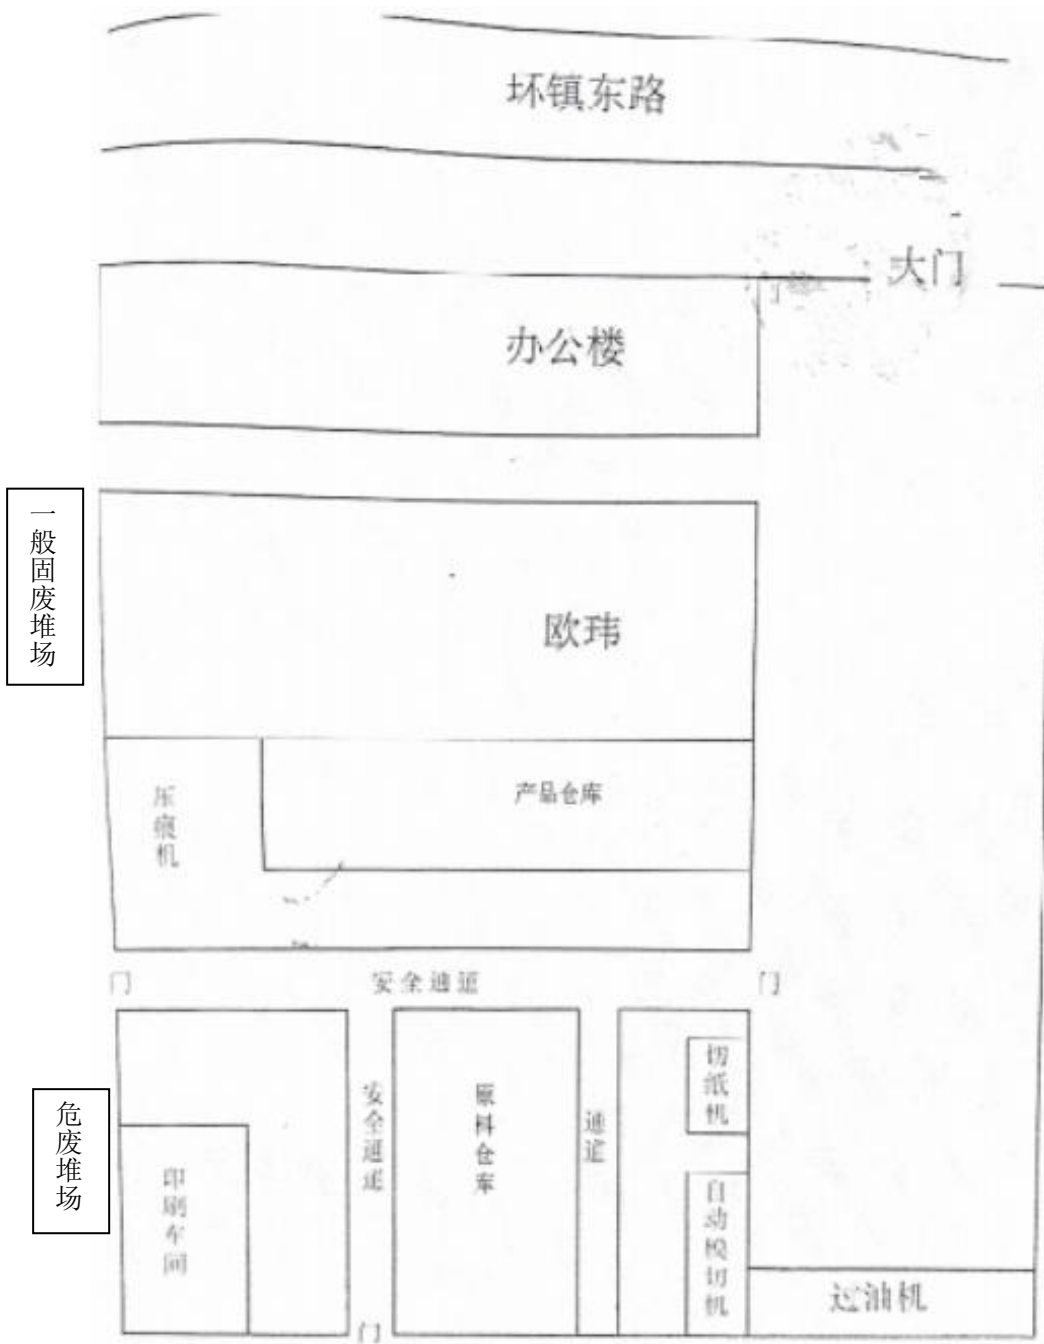 坏镇东路
大门
办公楼
一般固废堆场
欧玮
产品仓库
压痕机
门
安全通道
门
切纸机
安全通道
原料仓库
通道
危废堆场
印刷车间
自动模切机
过油机
门